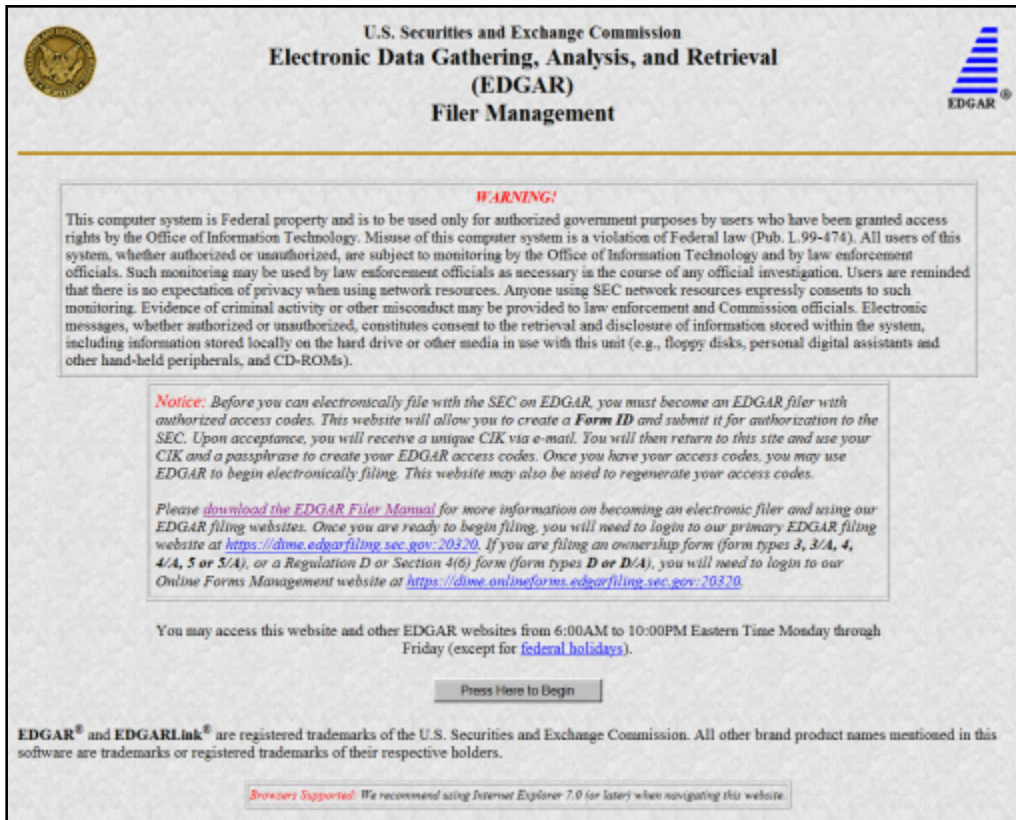 U.S. Securities and Exchange Commission
Electronic Data Gathering, Analysis, and Retrieval
(EDGAR)
Filer Management
EDGAR ®
WARNING!
This computer system is Federal property and is to be used only for authorized government purposes by users who have been granted access
rights by the Office of Information Technology. Misuse of this computer system is a violation of Federal law (Pub. L.99-474). All users of this
system, whether authorized or unauthorized, are subject to monitoring by the Office of Information Technology and by law enforcement
officials. Such monitoring may be used by law enforcement officials as necessary in the course of any official investigation. Users are reminded
that there is no expectation of privacy when using network resources. Anyone using SEC network resources expressly consents to such
monitoring. Evidence of criminal activity or other misconduct may be provided to law enforcement and Commission officials. Electronic
messages, whether authorized or unauthorized, constitutes consent to the retrieval and disclosure of information stored within the system,
including information stored locally on the hard drive or other media in use with this unit (e.g., floppy disks, personal digital assistants and
other hand-held peripherals, and CD-ROMs).
Notice: Before you can electronically file with the SEC on EDGAR, you must become an EDGAR filer with
authorized access codes. This website will allow you to create a Form ID and submit it for authorization to the
SEC. Upon acceptance, you will receive a unique CIK via e-mail. You will then return to this site and use your
CIK and a passphrase to create your EDGAR access codes. Once you have your access codes, you may use
EDGAR to begin electronically filing. This website may also be used to regenerate your access codes.
Please download the EDGAR Filer Manual for more information on becoming an electronic filer and using our
EDGAR filing websites. Once you are ready to begin filing, you will need to login to our primary EDGAR filing
website at https://dime.edgarfiling.sec.gov:20320. If you are filing an ownership form (form types 3, 3/A, 4,
4/A, 5 or 5/A), or a Regulation D or Section 4(6) form (form types D or D/A), you will need to login to our
Online Forms Management website at https://dime.onlineforms.edgarfiling.sec.gov:20320.
You may access this website and other EDGAR websites from 6:00AM to 10:00PM Eastern Time Monday through
Friday (except for federal holidays).
Press Here to Begin
EDGAR® and EDGARLink® are registered trademarks of the U.S. Securities and Exchange Commission. All other brand product names mentioned in this
software are trademarks or registered trademarks of their respective holders.
Browsers Supported: We recommend using Internet Explorer 7.0 (or later) when navigating this website.